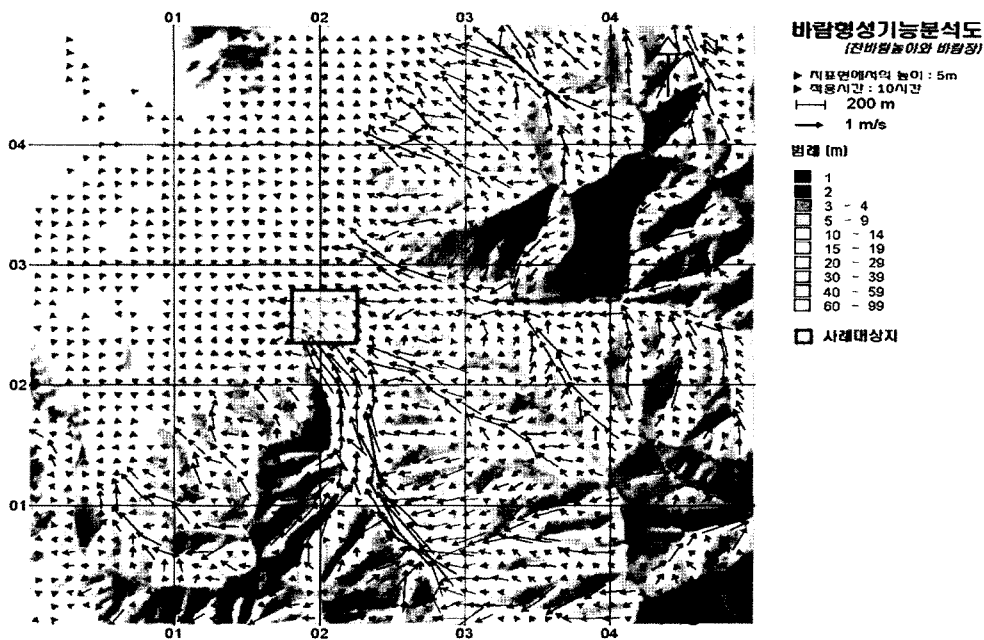 01 02 03 04
바람형성기능분석도
(찬바람높이와 바람장)
▶ 지표면에서의 높이 : 5m
▶ 적용시간 : 10시간
200 m
1 m/s
범례 (m)
1
2
3 - 4
5 - 9
10 - 14
15 - 19
20 - 29
30 - 39
40 - 59
60 - 99
사례대상지
04
03
02
01
01 02 03 04